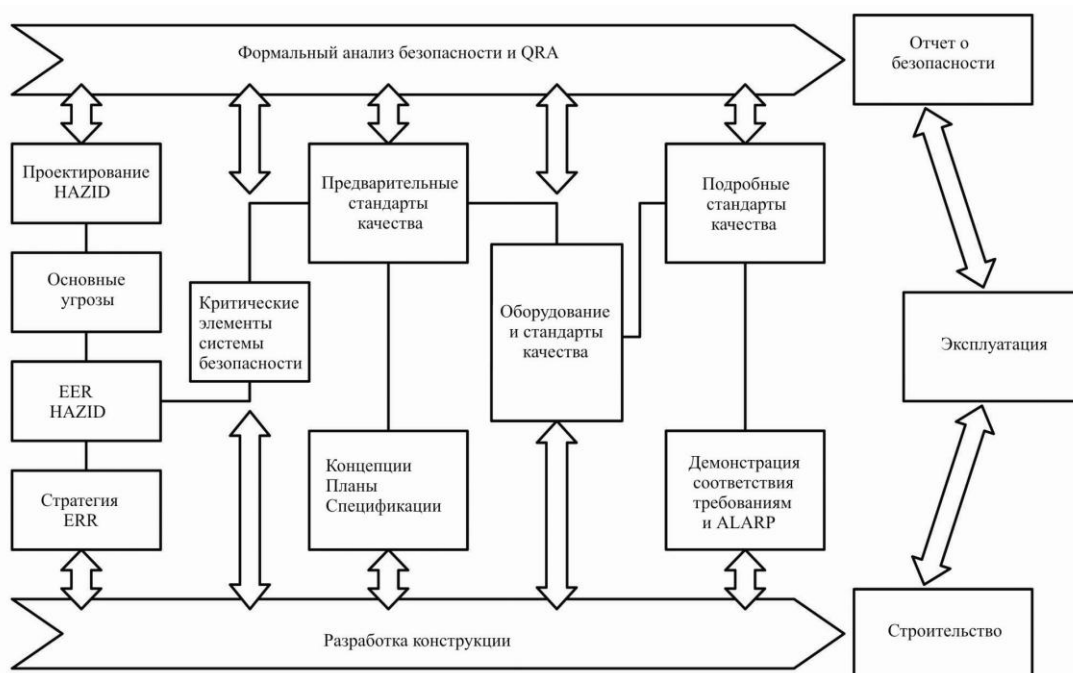 Формальный анализ безопасности и QRA
Отчет о
безопасности
Проектирование
HAZID
Предварительные
стандарты
качества
Подробные
стандарты
качества
Основные
угрозы
Критические
элементы
системы
безопасности
Оборудование
и стандарты
качества
Эксплуатация
EER
HAZID
Концепции
Планы
Спецификации
Демонстрация
соответствия
требованиям
и ALARP
Стратегия
ERR
Разработка конструкции
Строительство